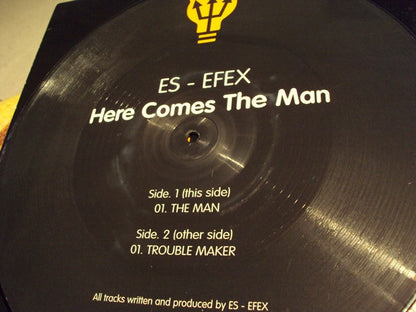 ES - EFEX
Here Comes The Man
Side. 1 (this side)
01. THE MAN
Side. 2 (other side)
01. TROUBLE MAKER
All tracks written and produced by ES - EFEX